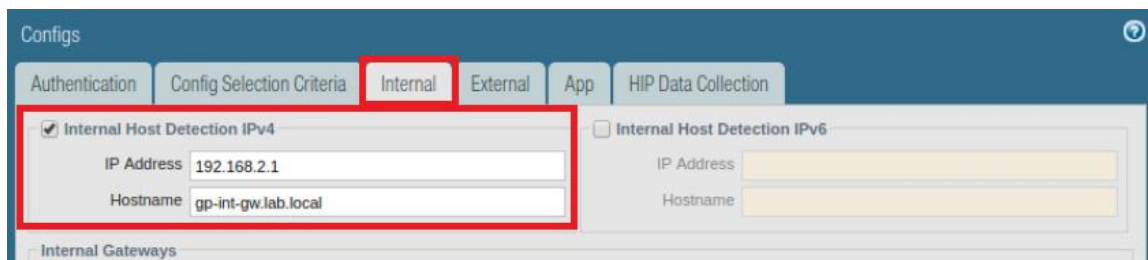 Configs
Authentication Config Selection Criteria Internal External App HIP Data Collection
Internal Host Detection IPv4
IP Address 192.168.2.1
Hostname gp-int-gw.lab.local
Internal Host Detection IPv6
IP Address
Hostname
Internal Gateways